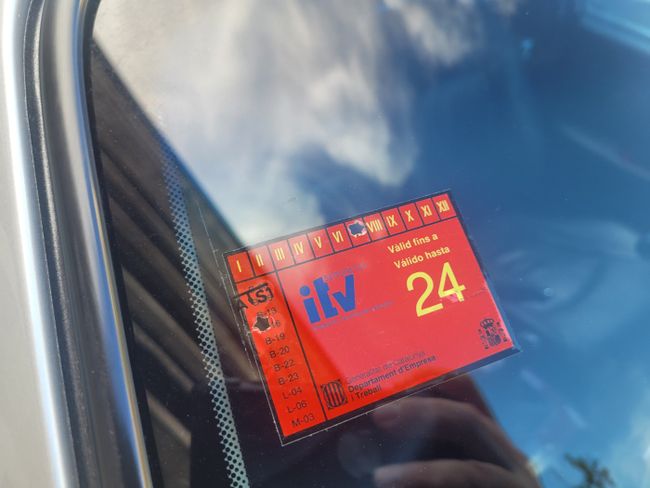 I II III IV V VI VIII IX X XI XII
A (S)
B-13
B-19
B-20
B-22
B-23
L-04
L-06
M-03
itv
Vàlid fins a
Válido hasta
24
Generalitat de Catalunya
Departament d'Empresa
i Treball